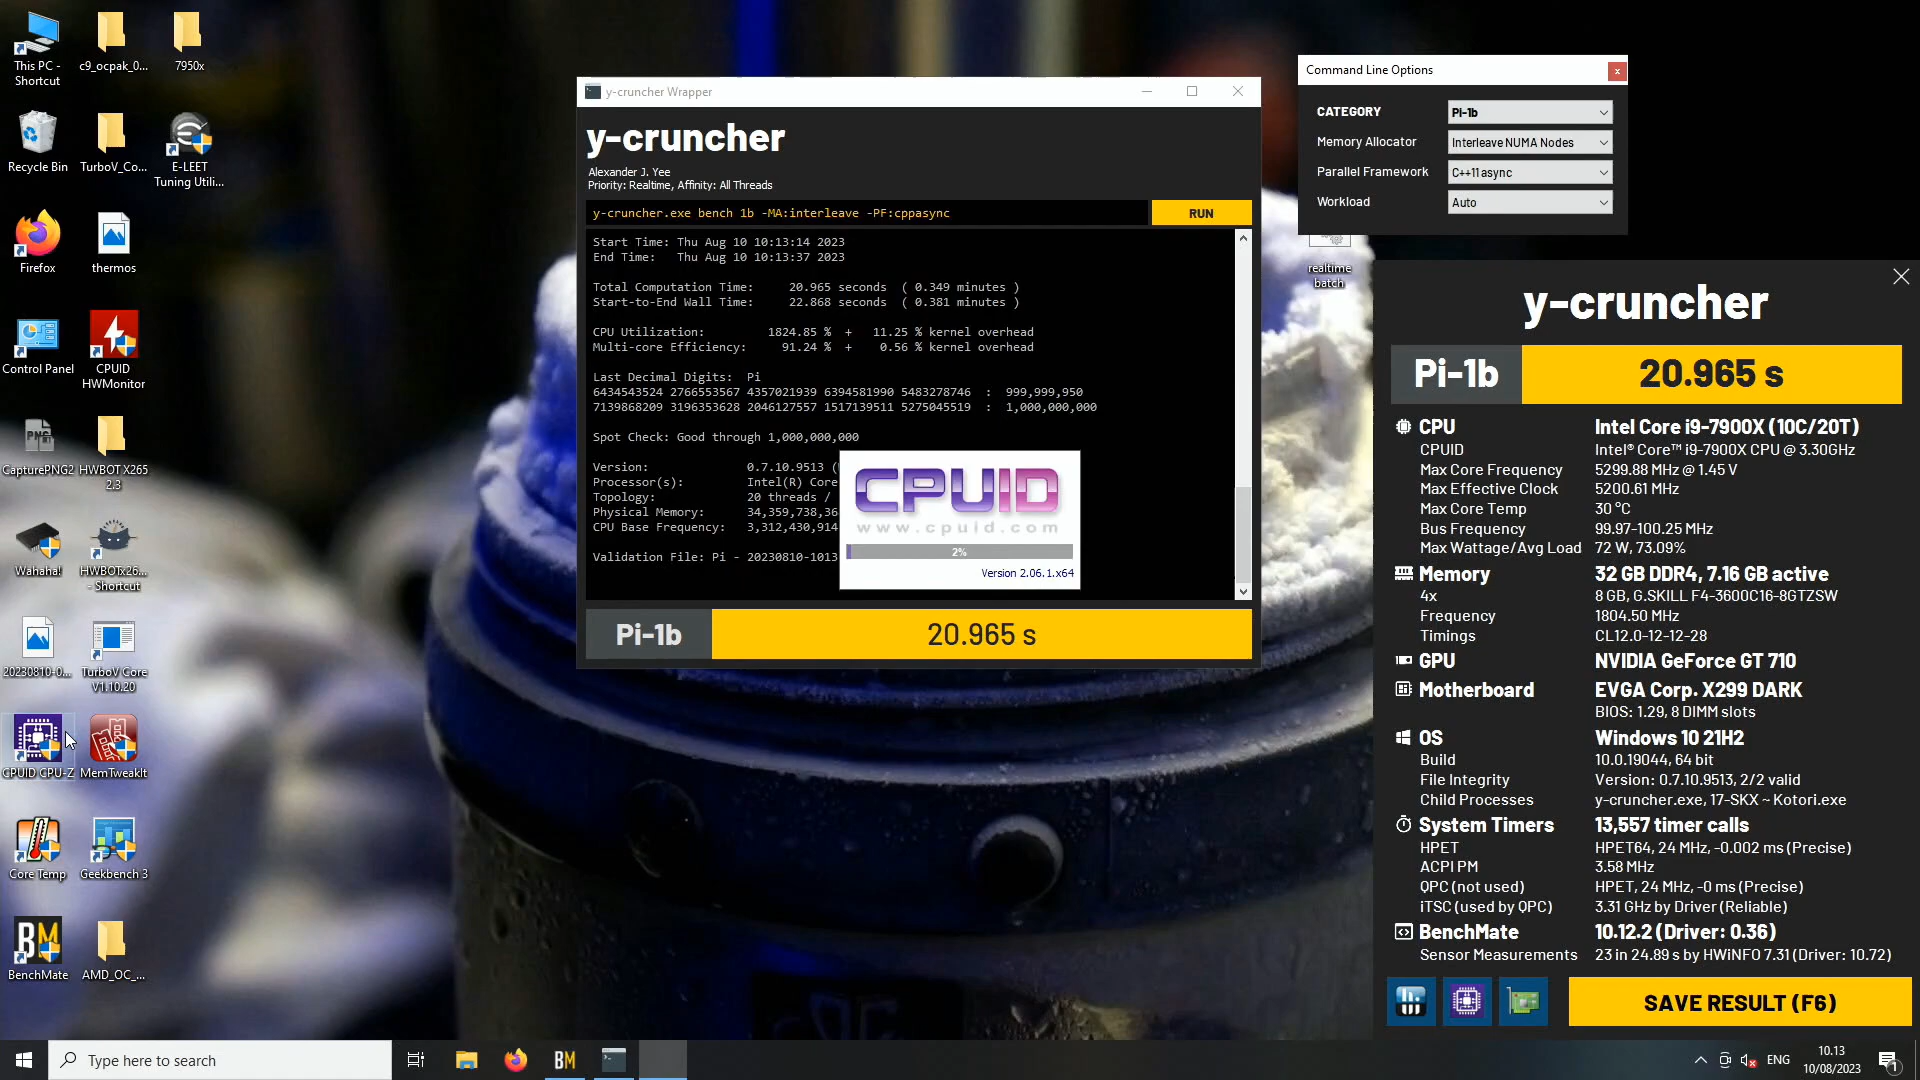 This PC - Shortcut
c9_ocpak_0...
7950x
Recycle Bin
TurboV_Co...
E-LEET Tuning Utili...
Firefox
thermos
Control Panel
CPUID HWMonitor
CapturePNG2
HWBOT X265 2.3
Wahaha!
HWBOTx26... - Shortcut
20230810-0...
TurboV Core V1.10.20
CPUID CPU-Z
MemTweakIt
Core Temp
Geekbench 3
BM
BenchMate
AMD_OC_...
y-cruncher Wrapper
y-cruncher
Alexander J. Yee
Priority: Realtime, Affinity: All Threads
y-cruncher.exe bench 1b -MA:interleave -PF:cppasync
RUN
Start Time: Thu Aug 10 10:13:14 2023
End Time: Thu Aug 10 10:13:37 2023
Total Computation Time: 20.965 seconds ( 0.349 minutes )
Start-to-End Wall Time: 22.868 seconds ( 0.381 minutes )
CPU Utilization: 1824.85 % + 11.25 % kernel overhead
Multi-core Efficiency: 91.24 % + 0.56 % kernel overhead
Last Decimal Digits: Pi
6434543524 2766553567 4357021939 6394581990 5483278746 : 999,999,950
7139868209 3196353628 2046127557 1517139511 5275045519 : 1,000,000,000
Spot Check: Good through 1,000,000,000
Version: 0.7.10.9513 (
Processor(s): Intel(R) Core
Topology: 20 threads /
Physical Memory: 34,359,738,36
CPU Base Frequency: 3,312,430,914
Validation File: Pi - 20230810-1013
CPUID
www.cpuid.com
2%
Version 2.06.1.x64
Pi-1b
20.965 s
Command Line Options
CATEGORY Pi-1b
Memory Allocator Interleave NUMA Nodes
Parallel Framework C++11 async
Workload Auto
realtime batch
y-cruncher
Pi-1b 20.965 s
CPU Intel Core i9-7900X (10C/20T)
CPUID Intel® Core™ i9-7900X CPU @ 3.30GHz
Max Core Frequency 5299.88 MHz @ 1.45 V
Max Effective Clock 5200.61 MHz
Max Core Temp 30 °C
Bus Frequency 99.97-100.25 MHz
Max Wattage/Avg Load 72 W, 73.09%
Memory 32 GB DDR4, 7.16 GB active
4x 8 GB, G.SKILL F4-3600C16-8GTZSW
Frequency 1804.50 MHz
Timings CL12.0-12-12-28
GPU NVIDIA GeForce GT 710
Motherboard EVGA Corp. X299 DARK
BIOS: 1.29, 8 DIMM slots
OS Windows 10 21H2
Build 10.0.19044, 64 bit
File Integrity Version: 0.7.10.9513, 2/2 valid
Child Processes y-cruncher.exe, 17-SKX ~ Kotori.exe
System Timers 13,557 timer calls
HPET HPET64, 24 MHz, -0.002 ms (Precise)
ACPI PM 3.58 MHz
QPC (not used) HPET, 24 MHz, -0 ms (Precise)
iTSC (used by QPC) 3.31 GHz by Driver (Reliable)
BenchMate 10.12.2 (Driver: 0.36)
Sensor Measurements 23 in 24.89 s by HWiNFO 7.31 (Driver: 10.72)
SAVE RESULT (F6)
Type here to search
BM
ENG
10.13
10/08/2023
1